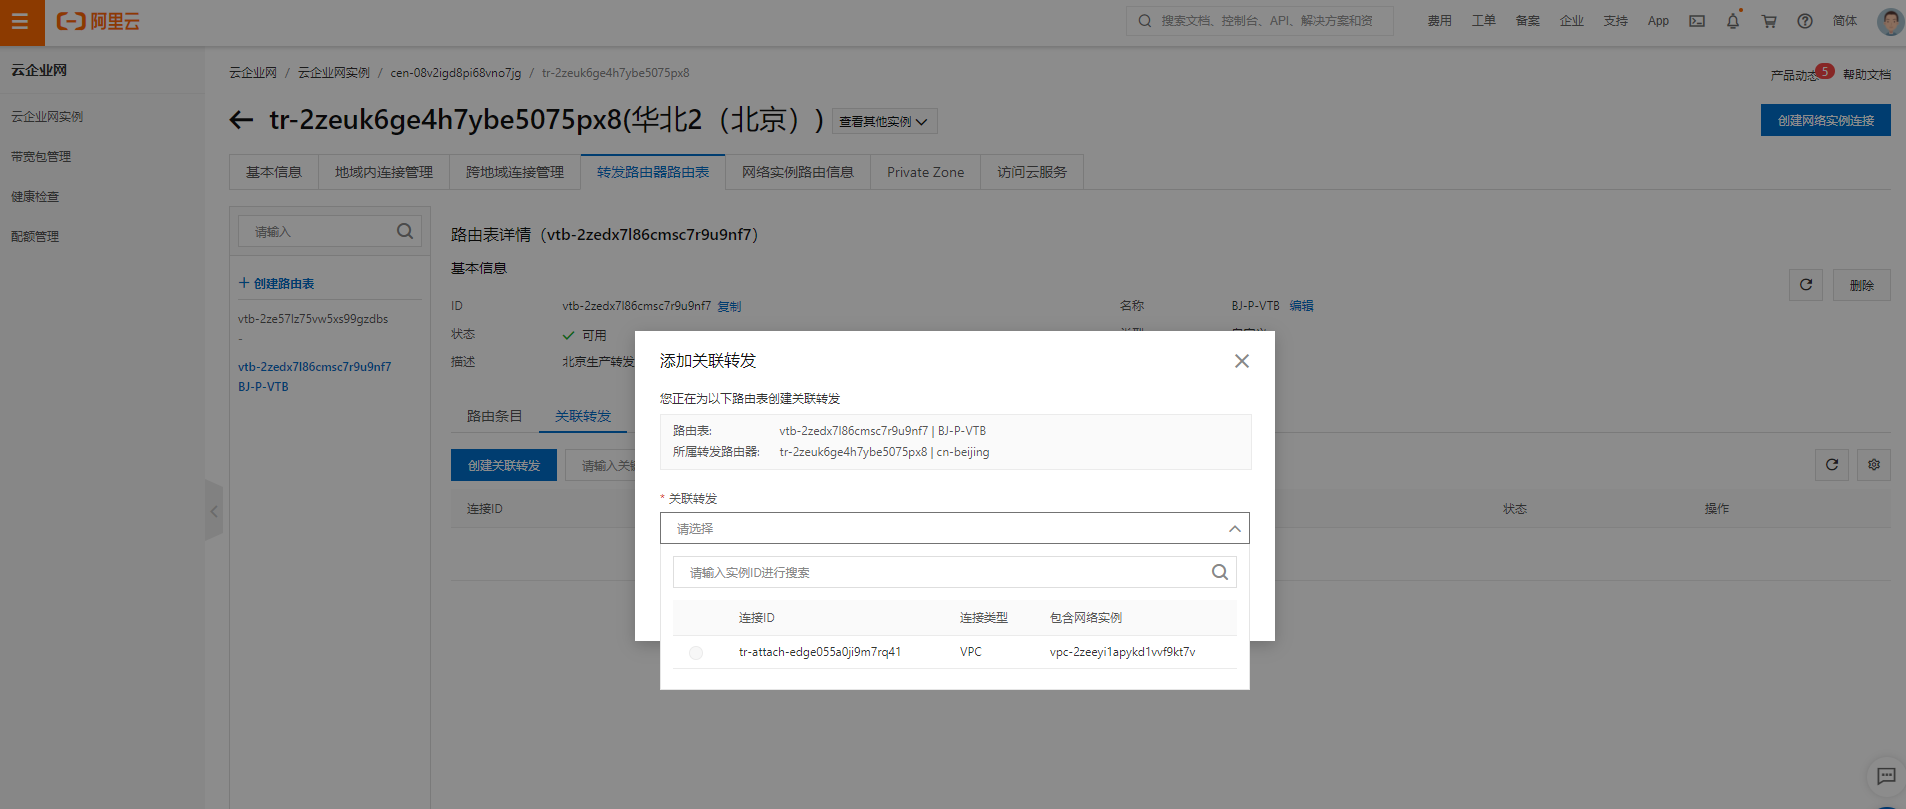 阿里云
搜索文档、控制台、API、解决方案和资
费用
工单
备案
企业
支持
App
简体
云企业网
云企业网实例
带宽包管理
健康检查
配额管理
云企业网 / 云企业网实例 / cen-08v2igd8pi68vno7jg / tr-2zeuk6ge4h7ybe5075px8
产品动态 5
帮助文档
tr-2zeuk6ge4h7ybe5075px8(华北2（北京）)
查看其他实例
创建网络实例连接
基本信息
地域内连接管理
跨地域连接管理
转发路由器路由表
网络实例路由信息
Private Zone
访问云服务
请输入
创建路由表
vtb-2ze57lz75vw5xs99gzdbs
-
vtb-2zedx7l86cmsc7r9u9nf7
BJ-P-VTB
路由表详情（vtb-2zedx7l86cmsc7r9u9nf7）
基本信息
删除
ID vtb-2zedx7l86cmsc7r9u9nf7 复制
名称 BJ-P-VTB 编辑
状态 可用
描述 北京生产转发
路由条目
关联转发
创建关联转发
请输入关
连接ID
状态
操作
添加关联转发
您正在为以下路由表创建关联转发
路由表: vtb-2zedx7l86cmsc7r9u9nf7 | BJ-P-VTB
所属转发路由器: tr-2zeuk6ge4h7ybe5075px8 | cn-beijing
* 关联转发
请选择
请输入实例ID进行搜索
连接ID 连接类型 包含网络实例
tr-attach-edge055a0ji9m7rq41 VPC vpc-2zeeyi1apykd1vvf9kt7v